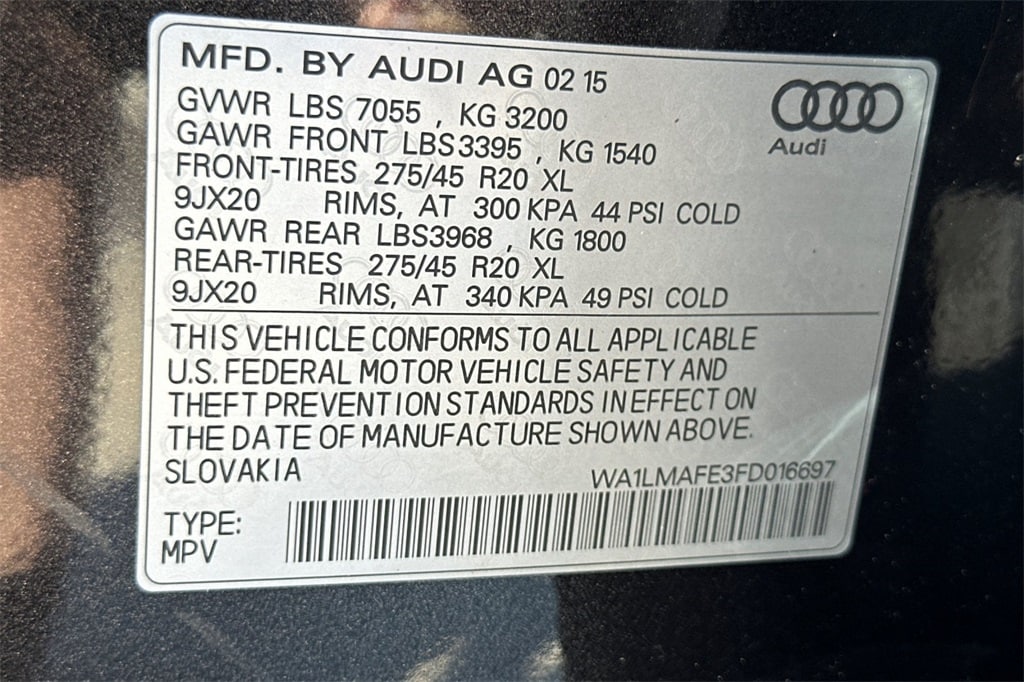 MFD. BY AUDI AG 02 15
GVWR LBS 7055 , KG 3200
GAWR FRONT LBS3395 , KG 1540
FRONT-TIRES 275/45 R20 XL
9JX20 RIMS, AT 300 KPA 44 PSI COLD
GAWR REAR LBS3968 , KG 1800
REAR-TIRES 275/45 R20 XL
9JX20 RIMS, AT 340 KPA 49 PSI COLD
Audi
THIS VEHICLE CONFORMS TO ALL APPLICABLE
U.S. FEDERAL MOTOR VEHICLE SAFETY AND
THEFT PREVENTION STANDARDS IN EFFECT ON
THE DATE OF MANUFACTURE SHOWN ABOVE.
SLOVAKIA WA1LMAFE3FD016697
TYPE:
MPV